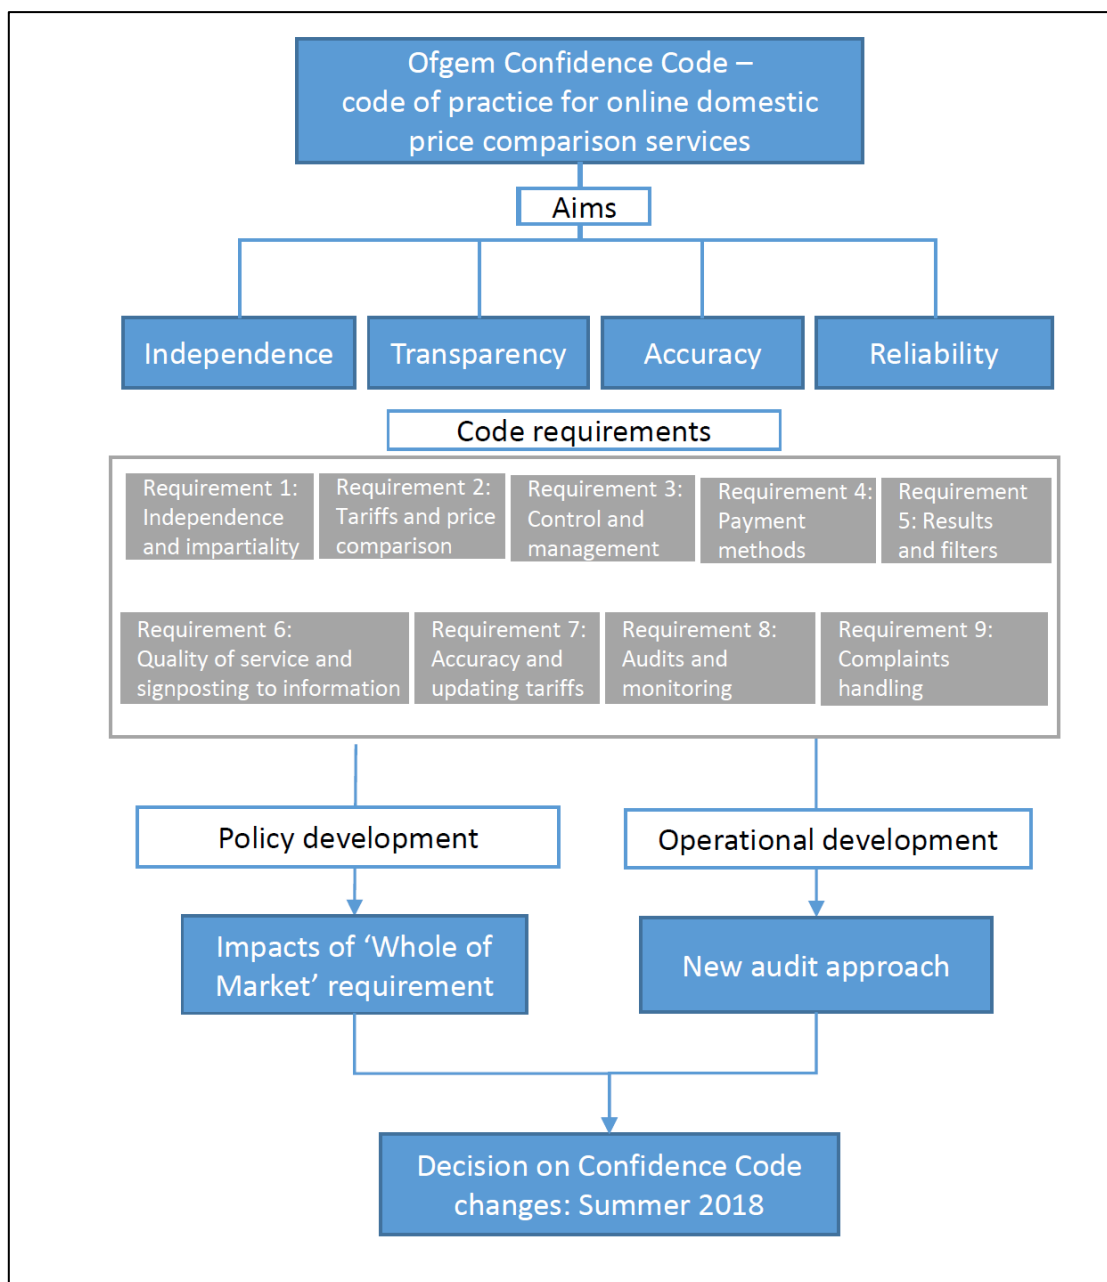 Ofgem Confidence Code –
code of practice for online domestic
price comparison services
Aims
Independence
Transparency
Accuracy
Reliability
Code requirements
Requirement 1:
Independence
and impartiality
Requirement 2:
Tariffs and price
comparison
Requirement 3:
Control and
management
Requirement 4:
Payment
methods
Requirement
5: Results
and filters
Requirement 6:
Quality of service and
signposting to information
Requirement 7:
Accuracy and
updating tariffs
Requirement 8:
Audits and
monitoring
Requirement 9:
Complaints
handling
Policy development
Operational development
Impacts of ‘Whole of
Market’ requirement
New audit approach
Decision on Confidence Code
changes: Summer 2018